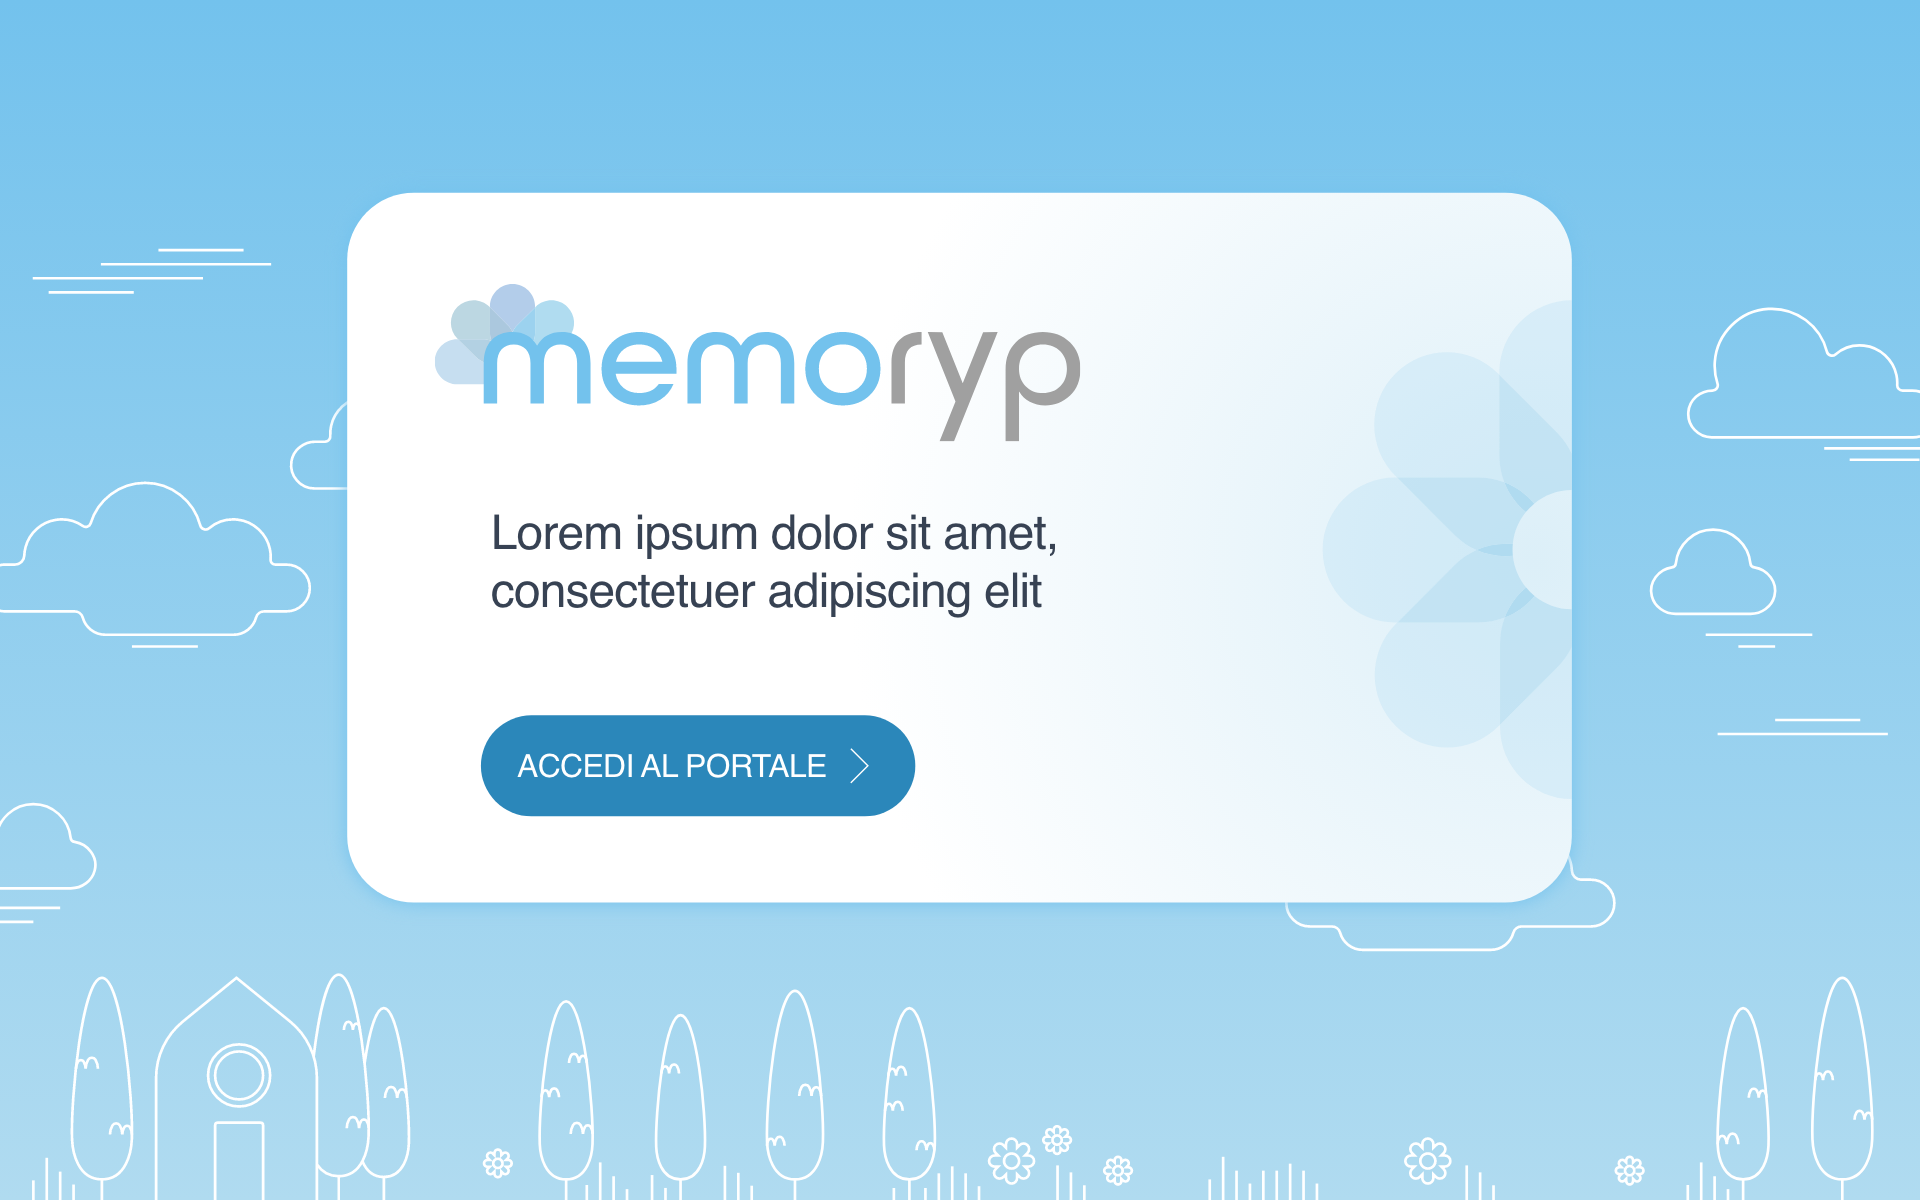 memoryp
Lorem ipsum dolor sit amet,
consectetuer adipiscing elit
ACCEDI AL PORTALE